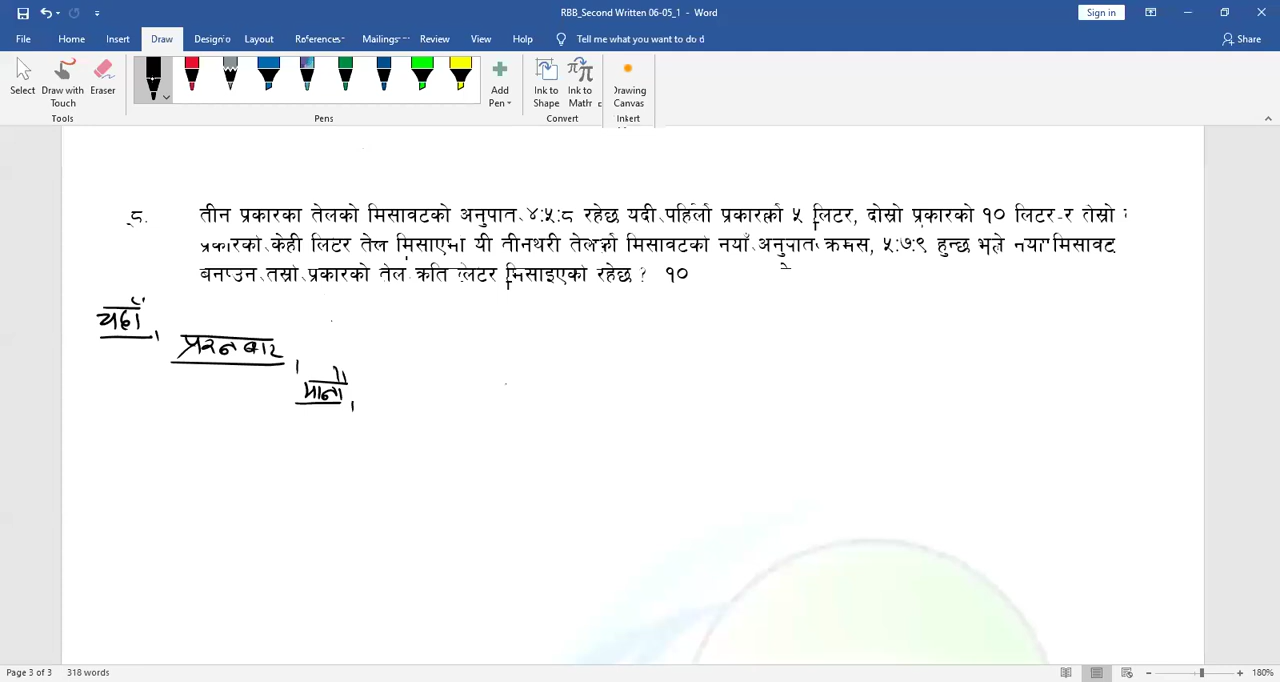 RBB_Second Written 06-05_1 - Word
Sign in
File Home Insert Draw Design Layout References Mailings Review View Help Tell me what you want to do d Share
Select Draw with Touch Eraser Add Pen Ink to Shape Ink to Math Drawing Canvas
Tools Pens Convert Insert
८. तीन प्रकारका तेलको मिसावटको अनुपात ४:५:८ रहेछ यदी पहिलो प्रकारको ५ लिटर, दोस्रो प्रकारको १० लिटर र तेस्रो
प्रकारको केही लिटर तेल मिसाएमा यी तीनथरी तेलको मिसावटको नयाँ अनुपात क्रमस, ५:७:९ हुन्छ भने नया मिसावट
बनाउन तेस्रो प्रकारको तेल कति लिटर मिसाइएको रहेछ ? १०
यहाँ,
प्रश्नबाट
मानौ,
Page 3 of 3 318 words 180%